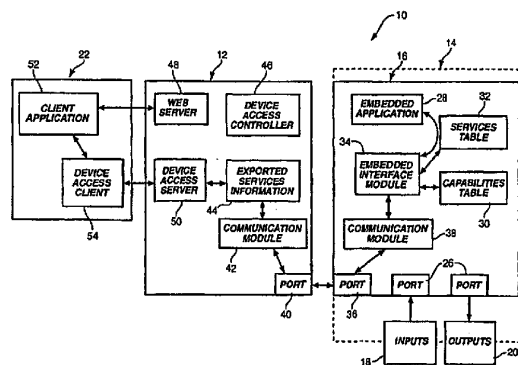 10
52
22
48
12
46
16
14
CLIENT APPLICATION
WEB SERVER
DEVICE ACCESS CONTROLLER
EMBEDDED APPLICATION
28
32
SERVICES TABLE
34
DEVICE ACCESS CLIENT
54
DEVICE ACCESS SERVER
50
EXPORTED SERVICES INFORMATION
44
EMBEDDED INTERFACE MODULE
CAPABILITIES TABLE
30
COMMUNICATION MODULE
42
COMMUNICATION MODULE
38
PORT
40
PORT
36
PORT
26
PORT
INPUTS
18
OUTPUTS
20